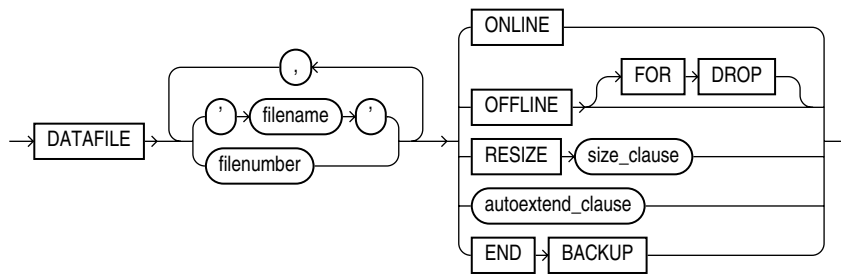 ONLINE
,
FOR DROP
' filename '
OFFLINE
DATAFILE
filenumber
RESIZE size_clause
autoextend_clause
END BACKUP